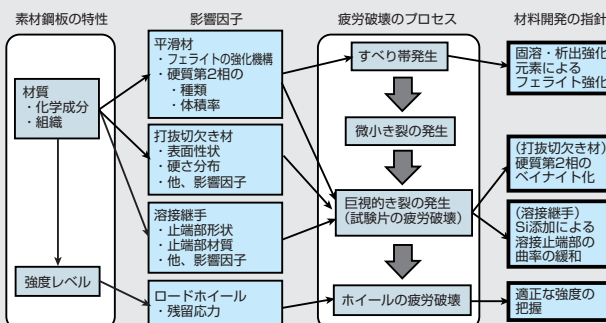 素材鋼板の特性
影響因子
疲労破壊のプロセス
材料開発の指針
材質
・化学成分
・組織
強度レベル
平滑材
・フェライトの強化機構
・硬質第2相の
・種類
・体積率
打抜切欠き材
・表面性状
・硬さ分布
・他、影響因子
溶接継手
・止端部形状
・止端部材質
・他、影響因子
ロードホイール
・残留応力
すべり帯発生
微小き裂の発生
巨視的き裂の発生
(試験片の疲労破壊)
ホイールの疲労破壊
固溶・析出強化
元素による
フェライト強化
(打抜切欠き材)
硬質第2相の
ベイナイト化
(溶接継手)
Si添加による
溶接止端部の
曲率の緩和
適正な強度の
把握